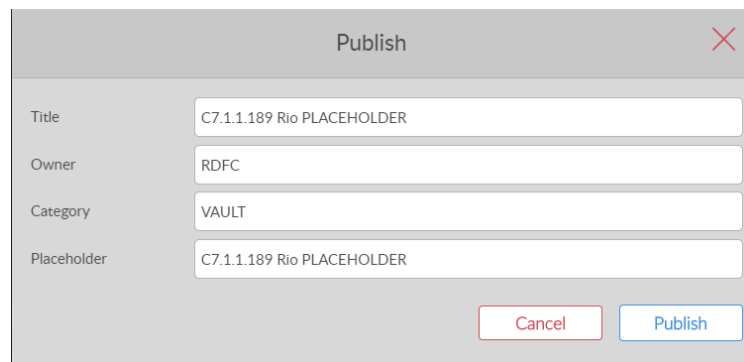 Publish
Title
C7.1.1.189 Rio PLACEHOLDER
Owner
RDFC
Category
VAULT
Placeholder
C7.1.1.189 Rio PLACEHOLDER
Cancel
Publish